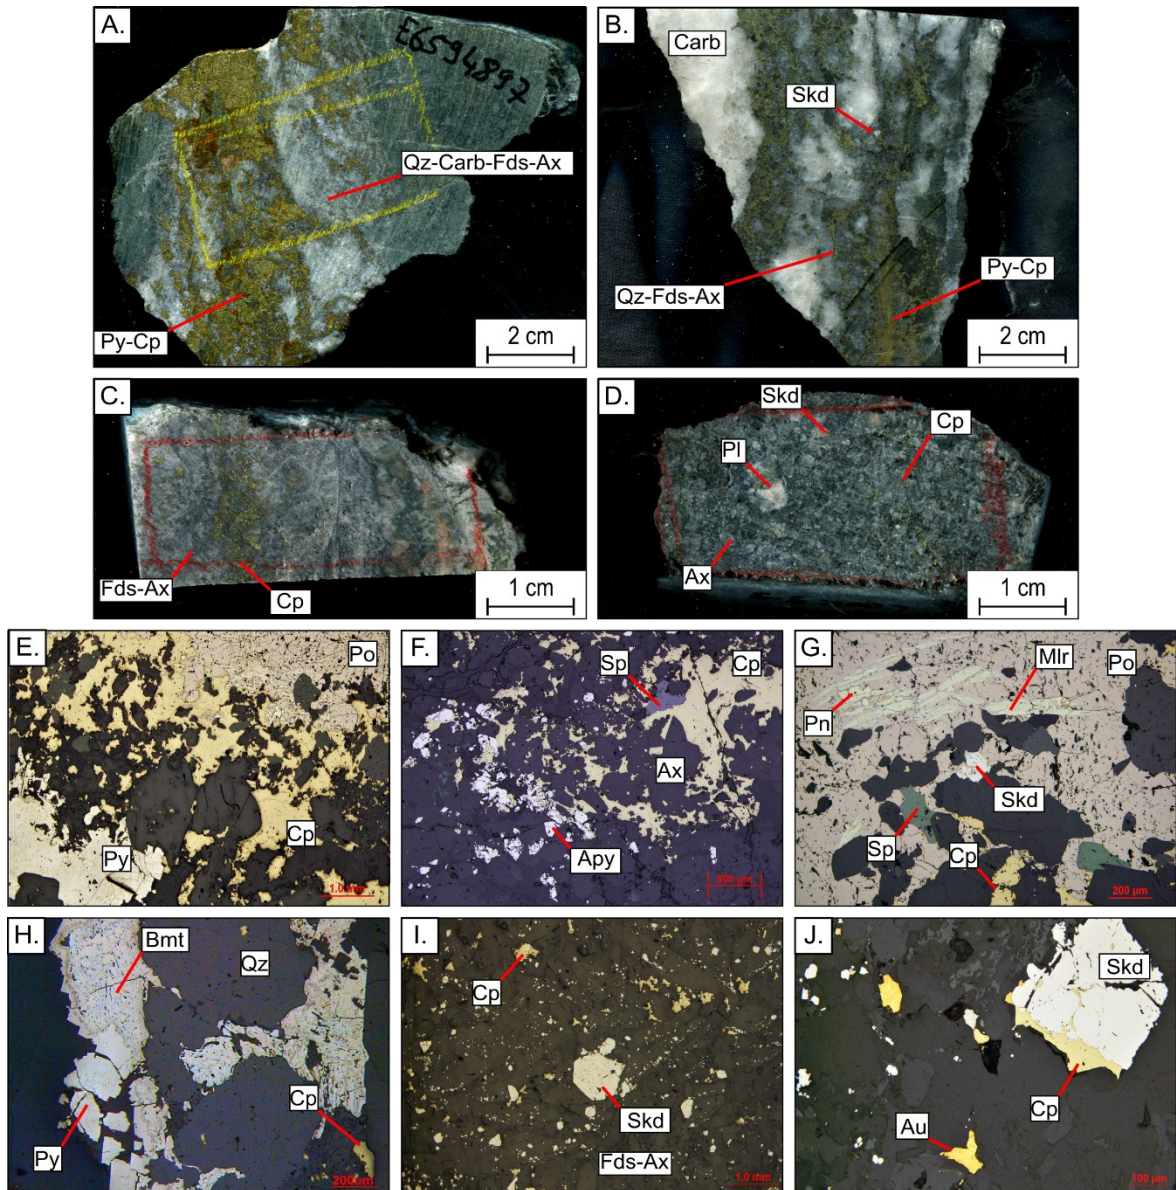 A.
E6594897
Qz-Carb-Fds-Ax
Py-Cp
2 cm
B.
Carb
Skd
Qz-Fds-Ax
Py-Cp
2 cm
C.
Fds-Ax
Cp
1 cm
D.
Skd
Cp
Pl
Ax
1 cm
E.
Po
Py
Cp
1.0 mm
F.
Sp
Cp
Ax
Apy
500 µm
G.
Mlr
Po
Pn
Skd
Sp
Cp
200 µm
H.
Bmt
Qz
Cp
Py
200µm
I.
Cp
Skd
Fds-Ax
1.0 mm
J.
Skd
Cp
Au
100 µm